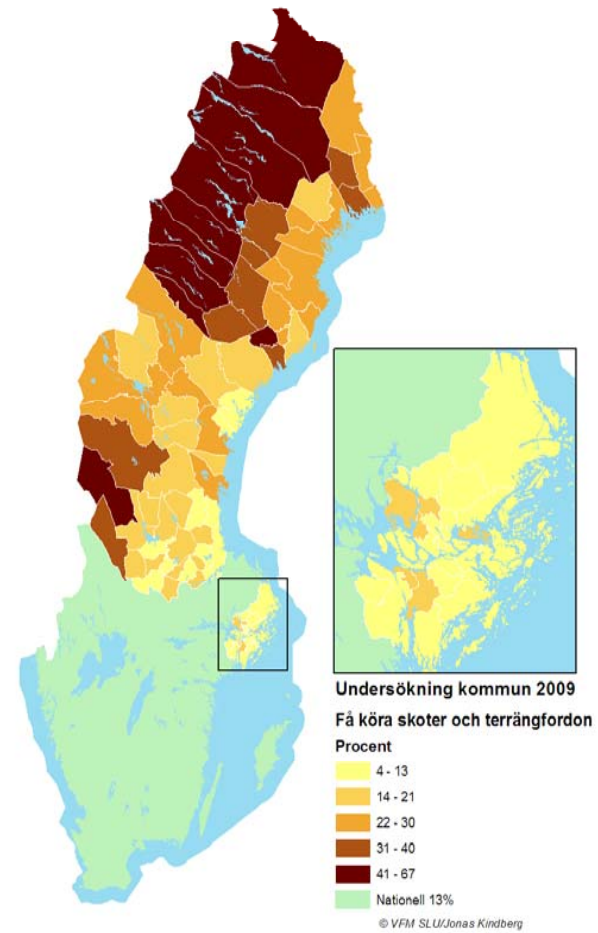 Undersökning kommun 2009
Få köra skoter och terrängfordon
Procent
4 - 13
14 - 21
22 - 30
31 - 40
41 - 67
Nationell 13%
© VFM SLU/Jonas Kindberg